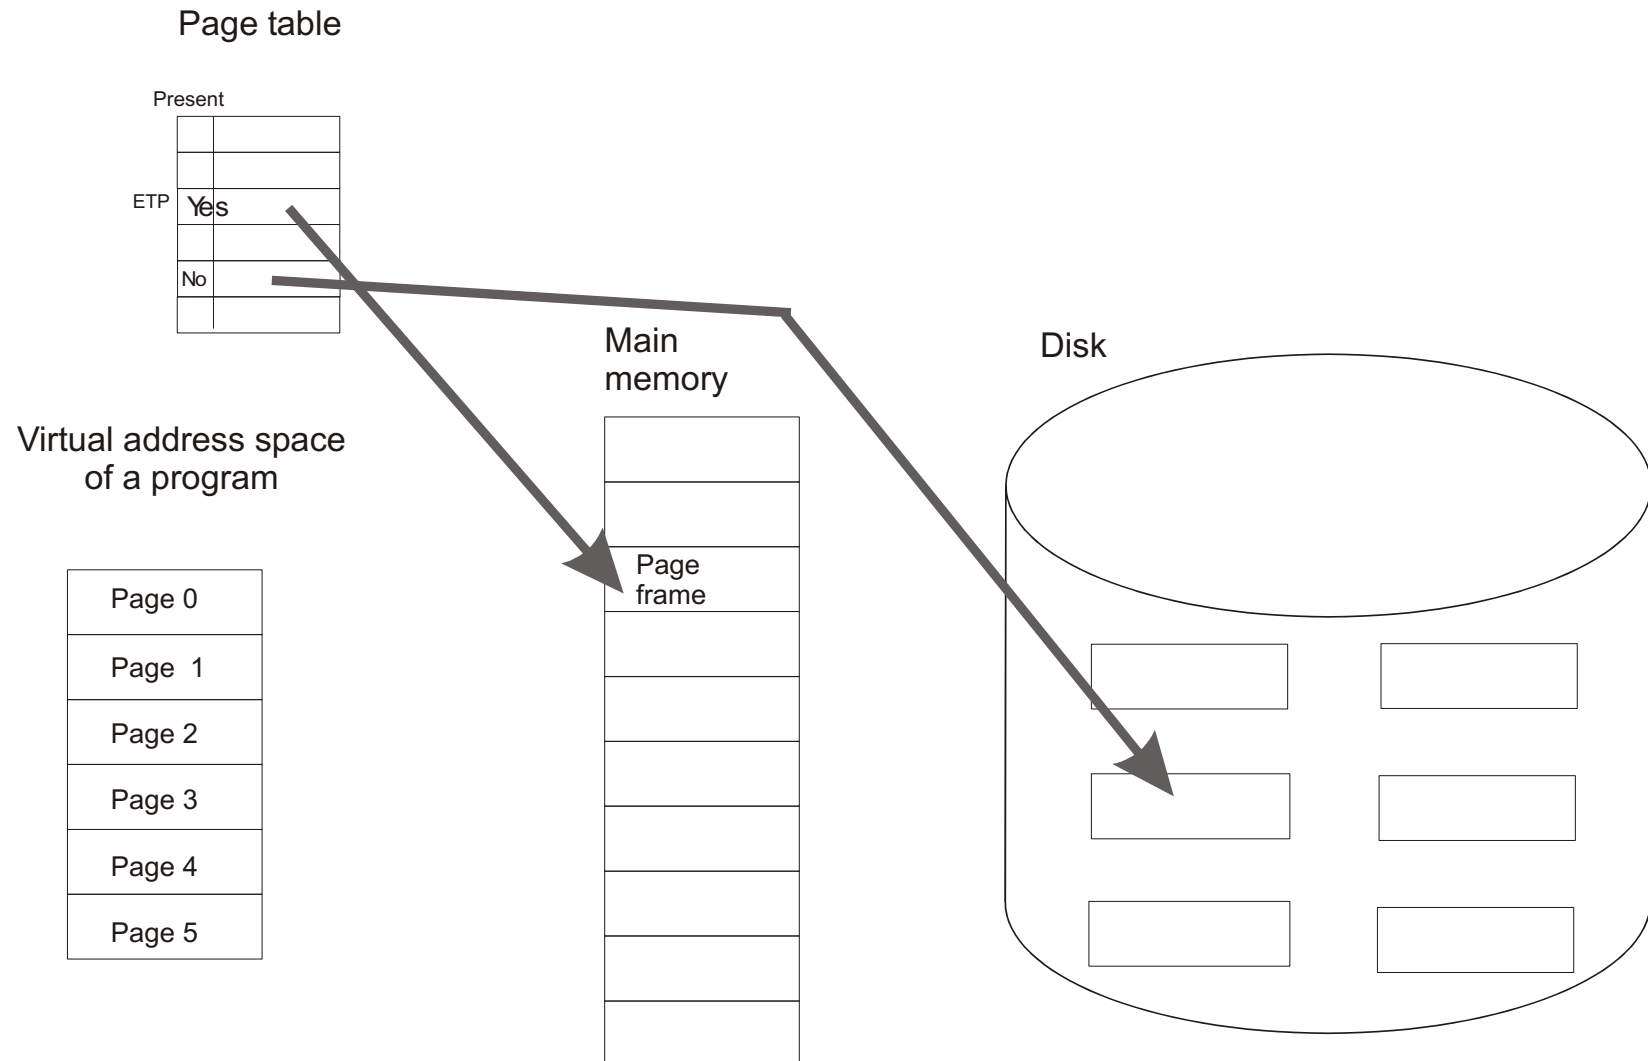 Page table
Present
ETP
Yes
No
Main
memory
Disk
Virtual address space
of a program
Page
frame
Page 0
Page 1
Page 2
Page 3
Page 4
Page 5